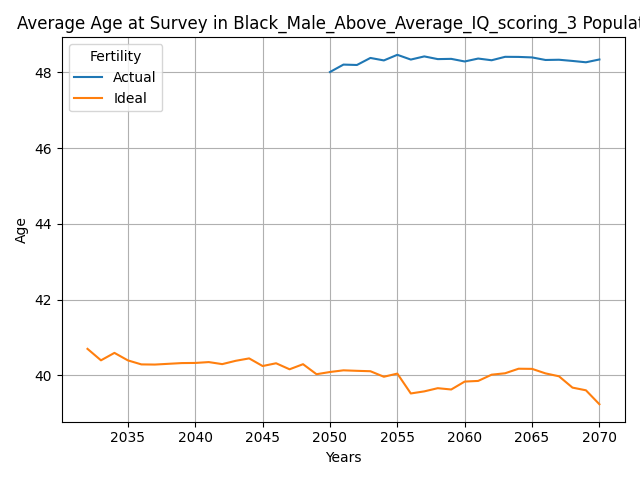 Average Age at Survey in Black_Male_Above_Average_IQ_scoring_3 Populat
Fertility
Actual
Ideal
48
46
44
42
40
Age
2035 2040 2045 2050 2055 2060 2065 2070
Years